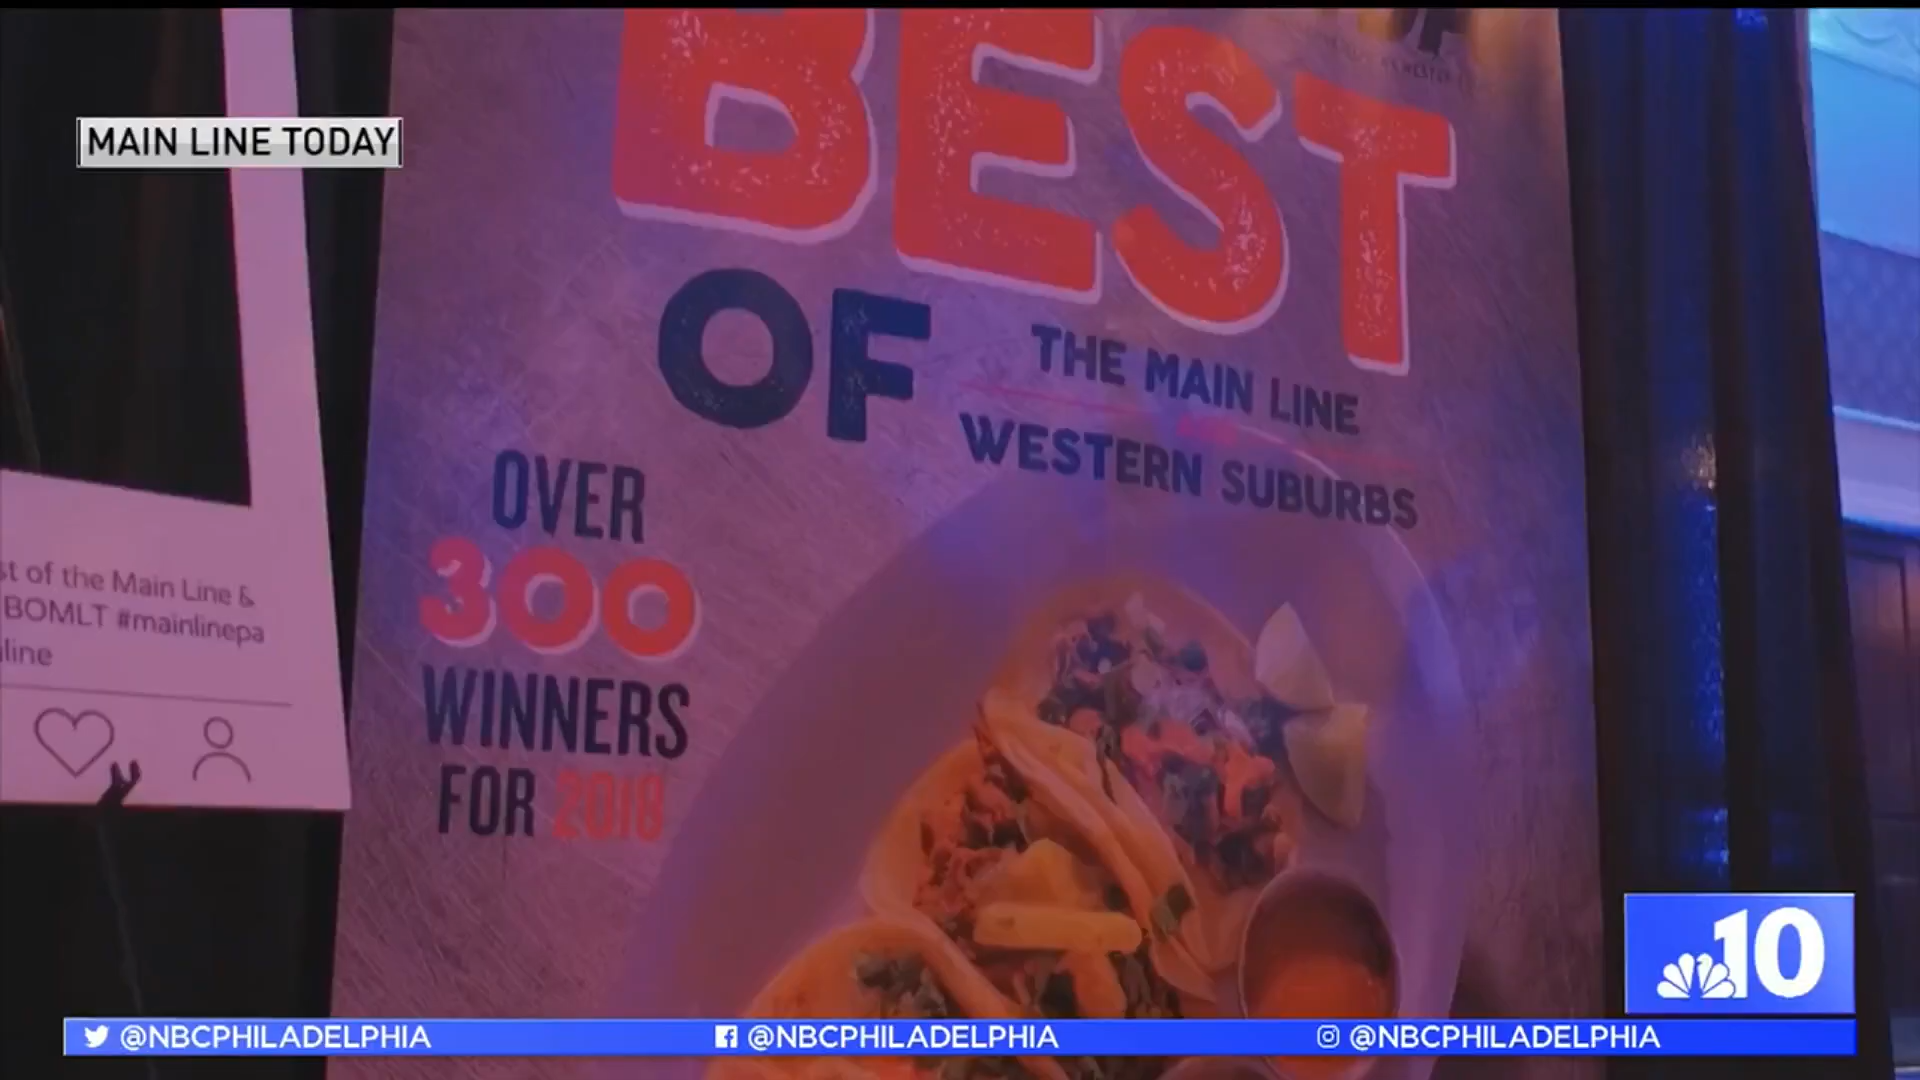 MAIN LINE TODAY
BEST
OF
THE MAIN LINE
WESTERN SUBURBS
OVER
300
WINNERS
FOR 2018
st of the Main Line &
BOMLT #mainlinepa
line
10
@NBCPHILADELPHIA
@NBCPHILADELPHIA
@NBCPHILADELPHIA